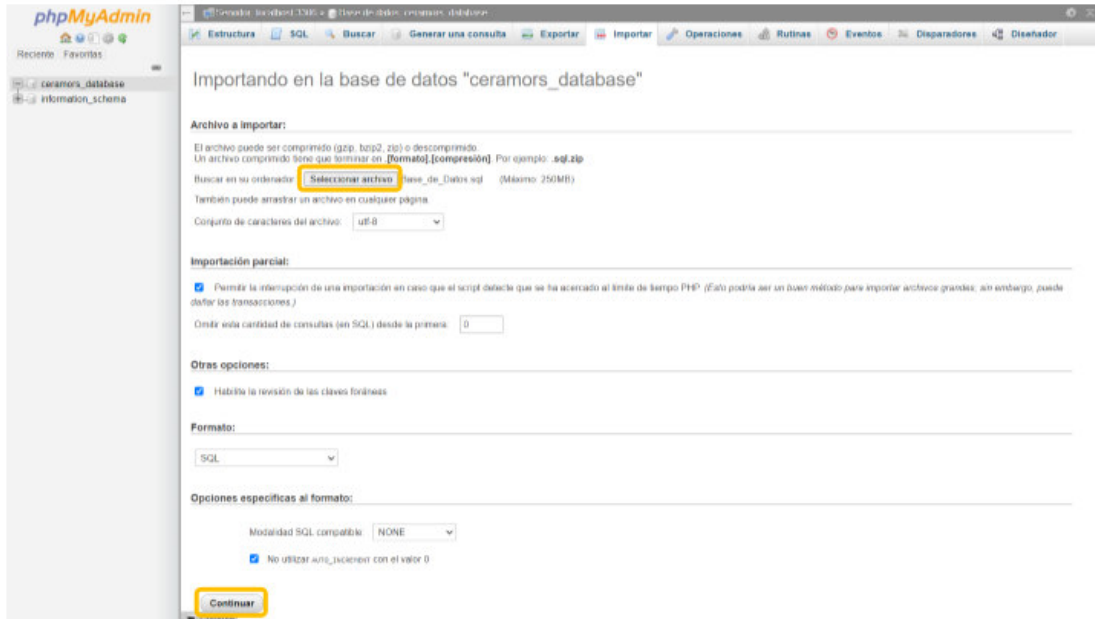 phpMyAdmin
Reciente Favoritas
ceramors_database
information_schema
Servidor: localhost:3306 » Base de datos: ceramors_database
Estructura SQL Buscar Generar una consulta Exportar Importar Operaciones Rutinas Eventos Disparadores Diseñador
Importando en la base de datos "ceramors_database"
Archivo a importar:
El archivo puede ser comprimido (gzip, bzip2, zip) o descomprimido.
Un archivo comprimido tiene que terminar en .[formato].[compresión]. Por ejemplo: .sql.zip
Buscar en su ordenador: Seleccionar archivo Base_de_Datos.sql (Máximo: 250MB)
También puede arrastrar un archivo en cualquier página.
Conjunto de caracteres del archivo: utf-8
Importación parcial:
Permitir la interrupción de una importación en caso que el script detecte que se ha acercado al límite de tiempo PHP. (Esto podría ser un buen método para importar archivos grandes; sin embargo, puede
dañar las transacciones.)
Omitir esta cantidad de consultas (en SQL) desde la primera: 0
Otras opciones:
Habilite la revisión de las claves foráneas
Formato:
SQL
Opciones específicas al formato:
Modalidad SQL compatible: NONE
No utilizar AUTO_INCREMENT con el valor 0
Continuar